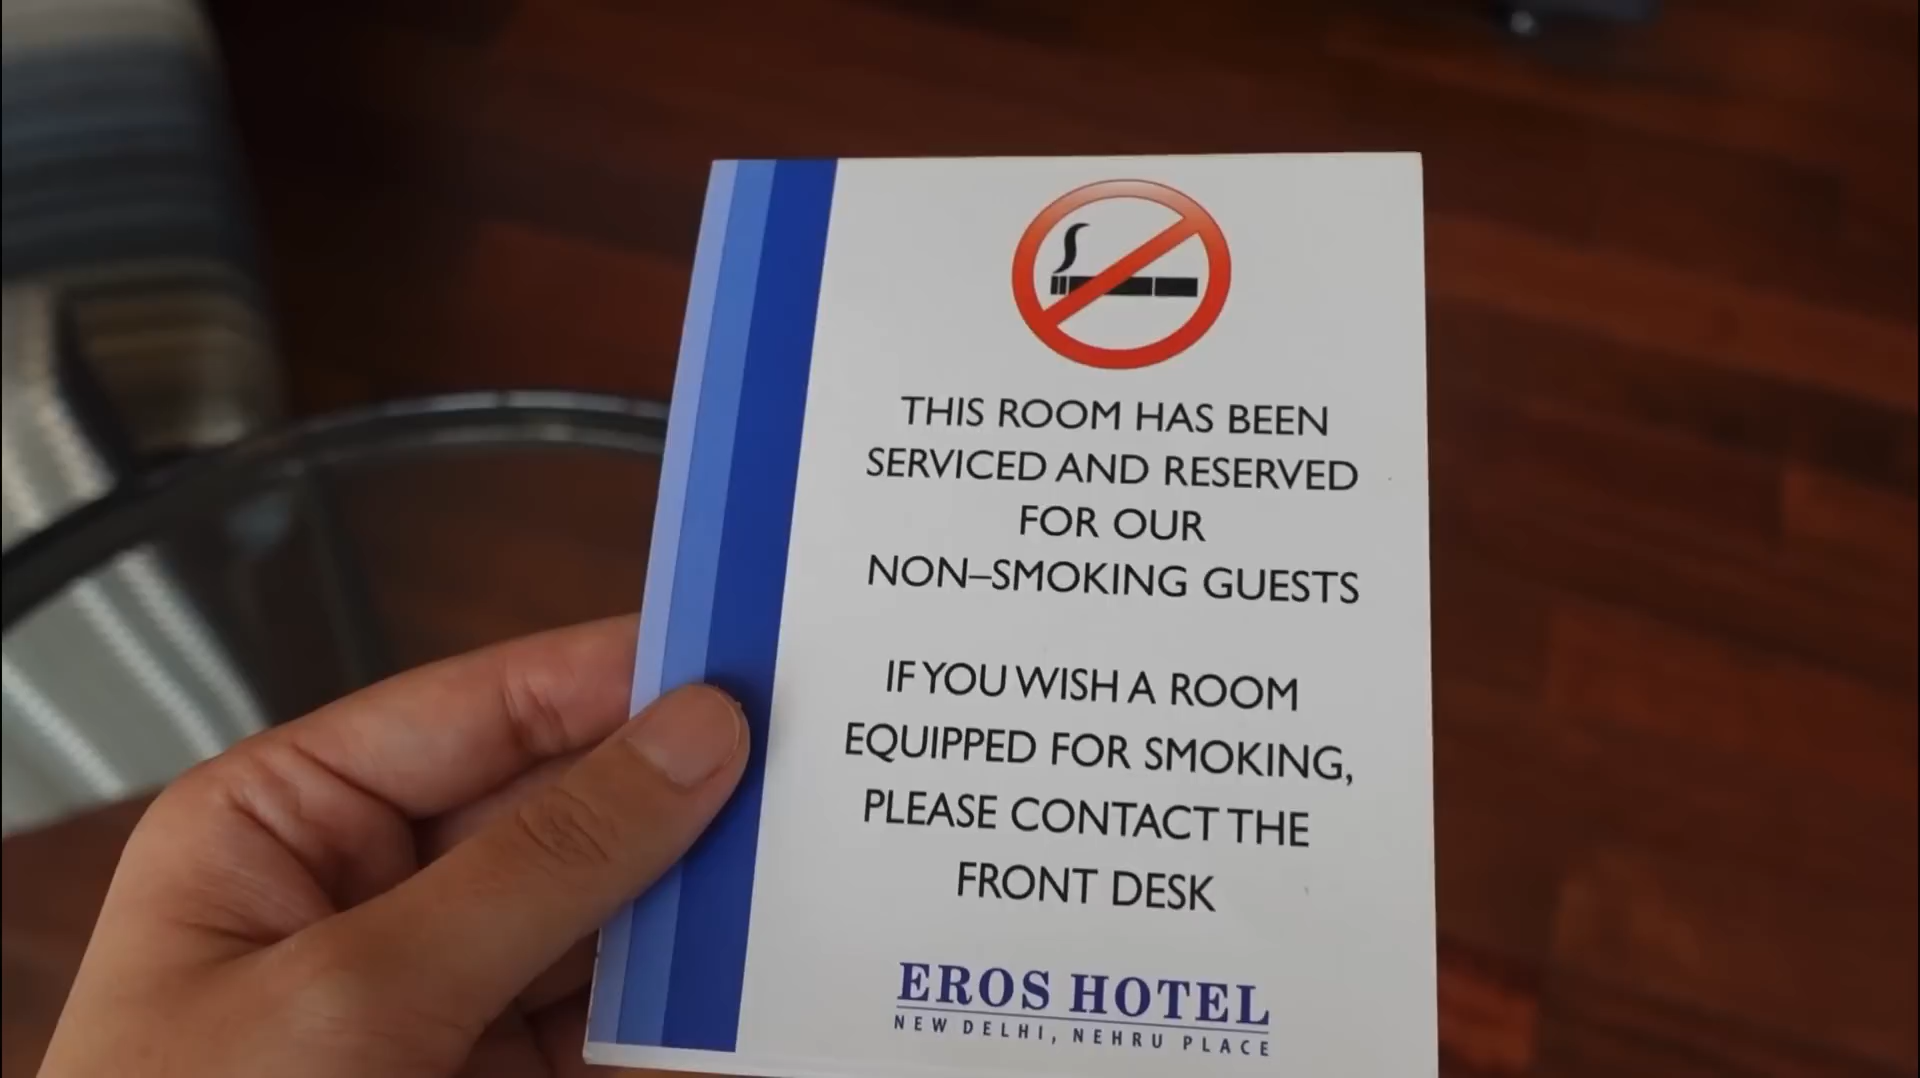 THIS ROOM HAS BEEN
SERVICED AND RESERVED
FOR OUR
NON–SMOKING GUESTS
IF YOU WISH A ROOM
EQUIPPED FOR SMOKING,
PLEASE CONTACT THE
FRONT DESK
EROS HOTEL
NEW DELHI, NEHRU PLACE